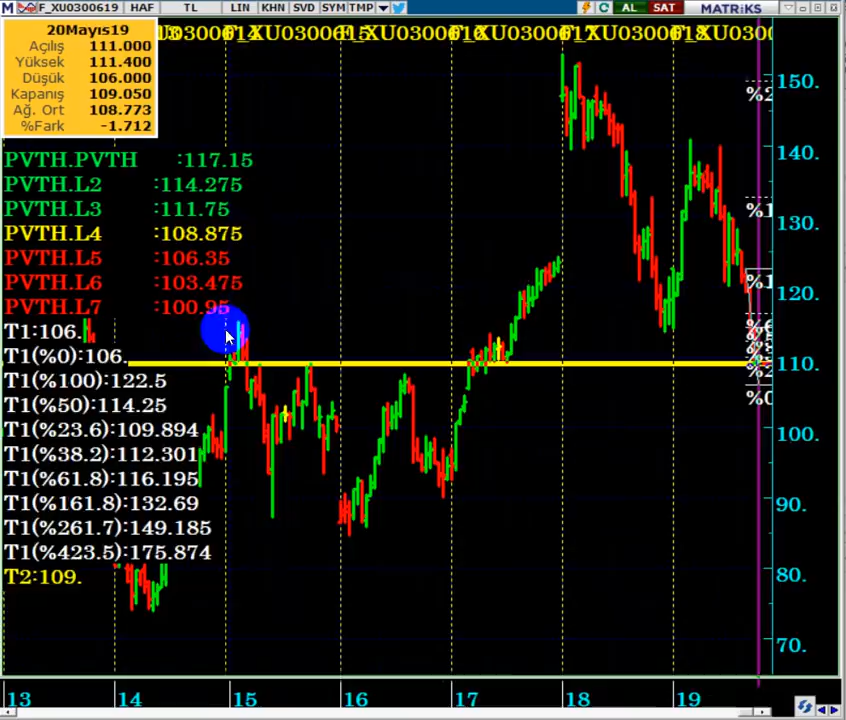 M F_XU0300619 HAF TL LIN KHN SVD SYM TMP AL SAT MATRİKS
20Mayıs19
Açılış 111.000
Yüksek 111.400
Düşük 106.000
Kapanış 109.050
Ağ. Ort 108.773
%Fark -1.712
PVTH.PVTH :117.15
PVTH.L2 :114.275
PVTH.L3 :111.75
PVTH.L4 :108.875
PVTH.L5 :106.35
PVTH.L6 :103.475
PVTH.L7 :100.95
T1:106.
T1(%0):106.
T1(%100):122.5
T1(%50):114.25
T1(%23.6):109.894
T1(%38.2):112.301
T1(%61.8):116.195
T1(%161.8):132.69
T1(%261.7):149.185
T1(%423.5):175.874
T2:109.
150.
140.
130.
120.
110.
100.
90.
80.
70.
%0
13 14 15 16 17 18 19